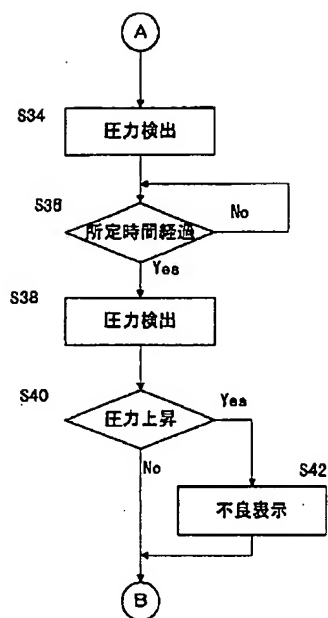 A
S34
圧力検出
S36
所定時間経過
No
Yes
S38
圧力検出
S40
圧力上昇
Yes
No
S42
不良表示
B